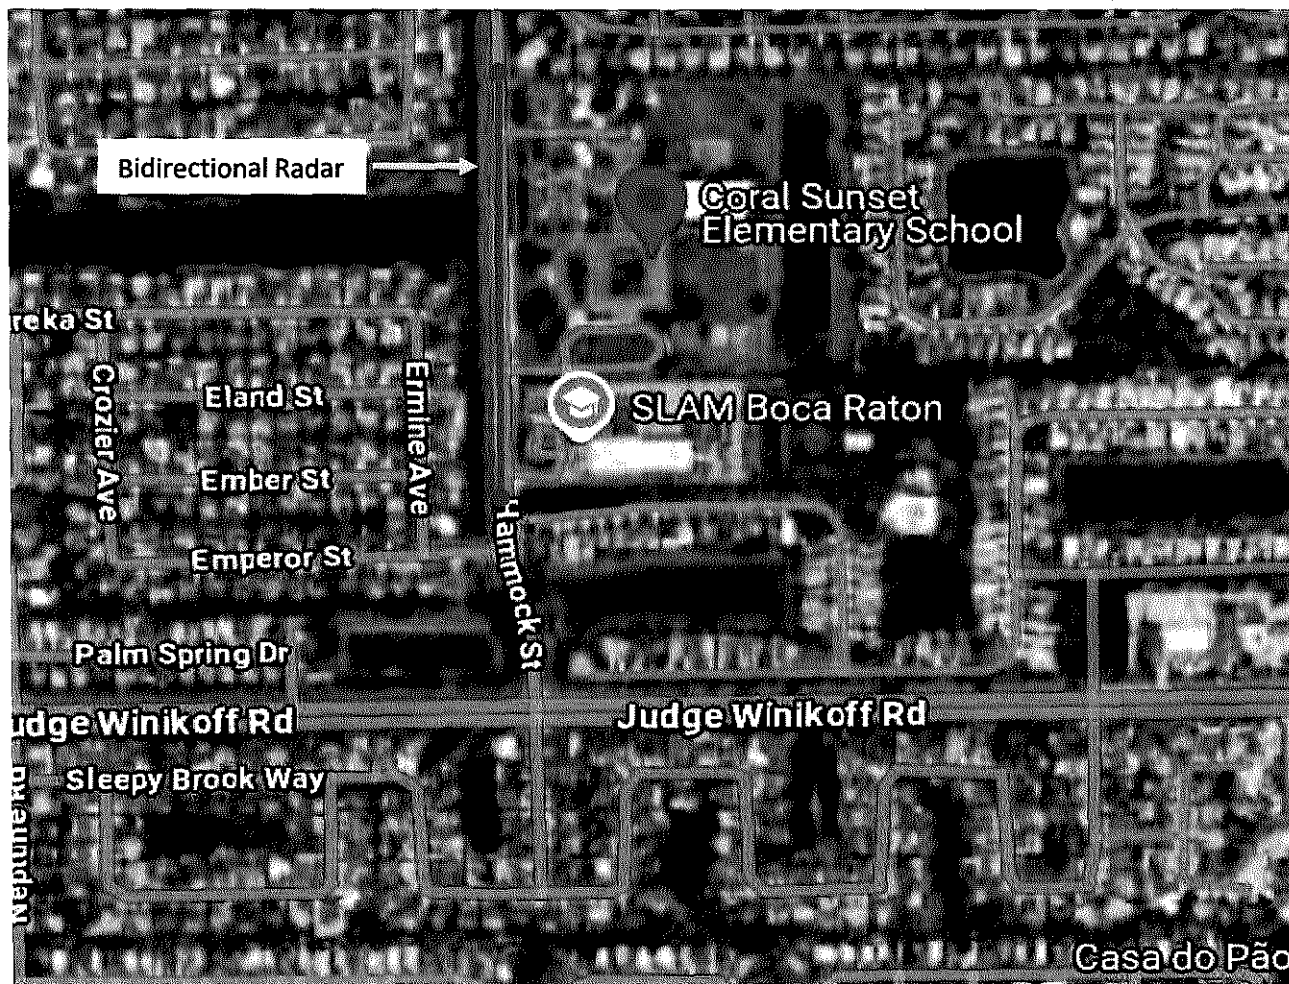 Bidirectional Radar
Coral Sunset
Elementary School
reka St
Crozier Ave
Eland St
Ermine Ave
SLAM Boca Raton
Ember St
Hammock St
Emperor St
Palm Spring Dr
udge Winikoff Rd
Judge Winikoff Rd
Sleepy Brook Way
Neptune
Casa do Pão